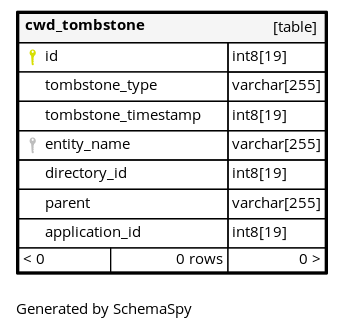 cwd_tombstone [table]
id int8[19]
tombstone_type varchar[255]
tombstone_timestamp int8[19]
entity_name varchar[255]
directory_id int8[19]
parent varchar[255]
application_id int8[19]
< 0 0 rows 0 >
Generated by SchemaSpy